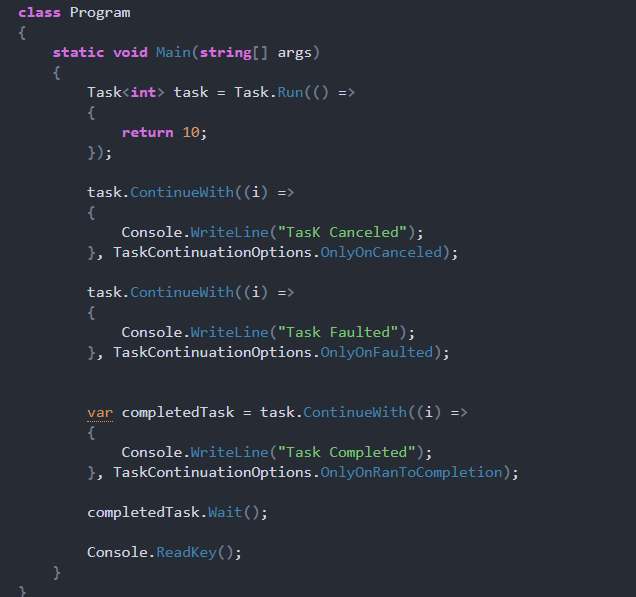 class Program
{
static void Main(string[] args)
{
Task<int> task = Task.Run(() =>
{
return 10;
});
task.ContinueWith((i) =>
{
Console.WriteLine("TasK Canceled");
}, TaskContinuationOptions.OnlyOnCanceled);
task.ContinueWith((i) =>
{
Console.WriteLine("Task Faulted");
}, TaskContinuationOptions.OnlyOnFaulted);
var completedTask = task.ContinueWith((i) =>
{
Console.WriteLine("Task Completed");
}, TaskContinuationOptions.OnlyOnRanToCompletion);
completedTask.Wait();
Console.ReadKey();
}
}